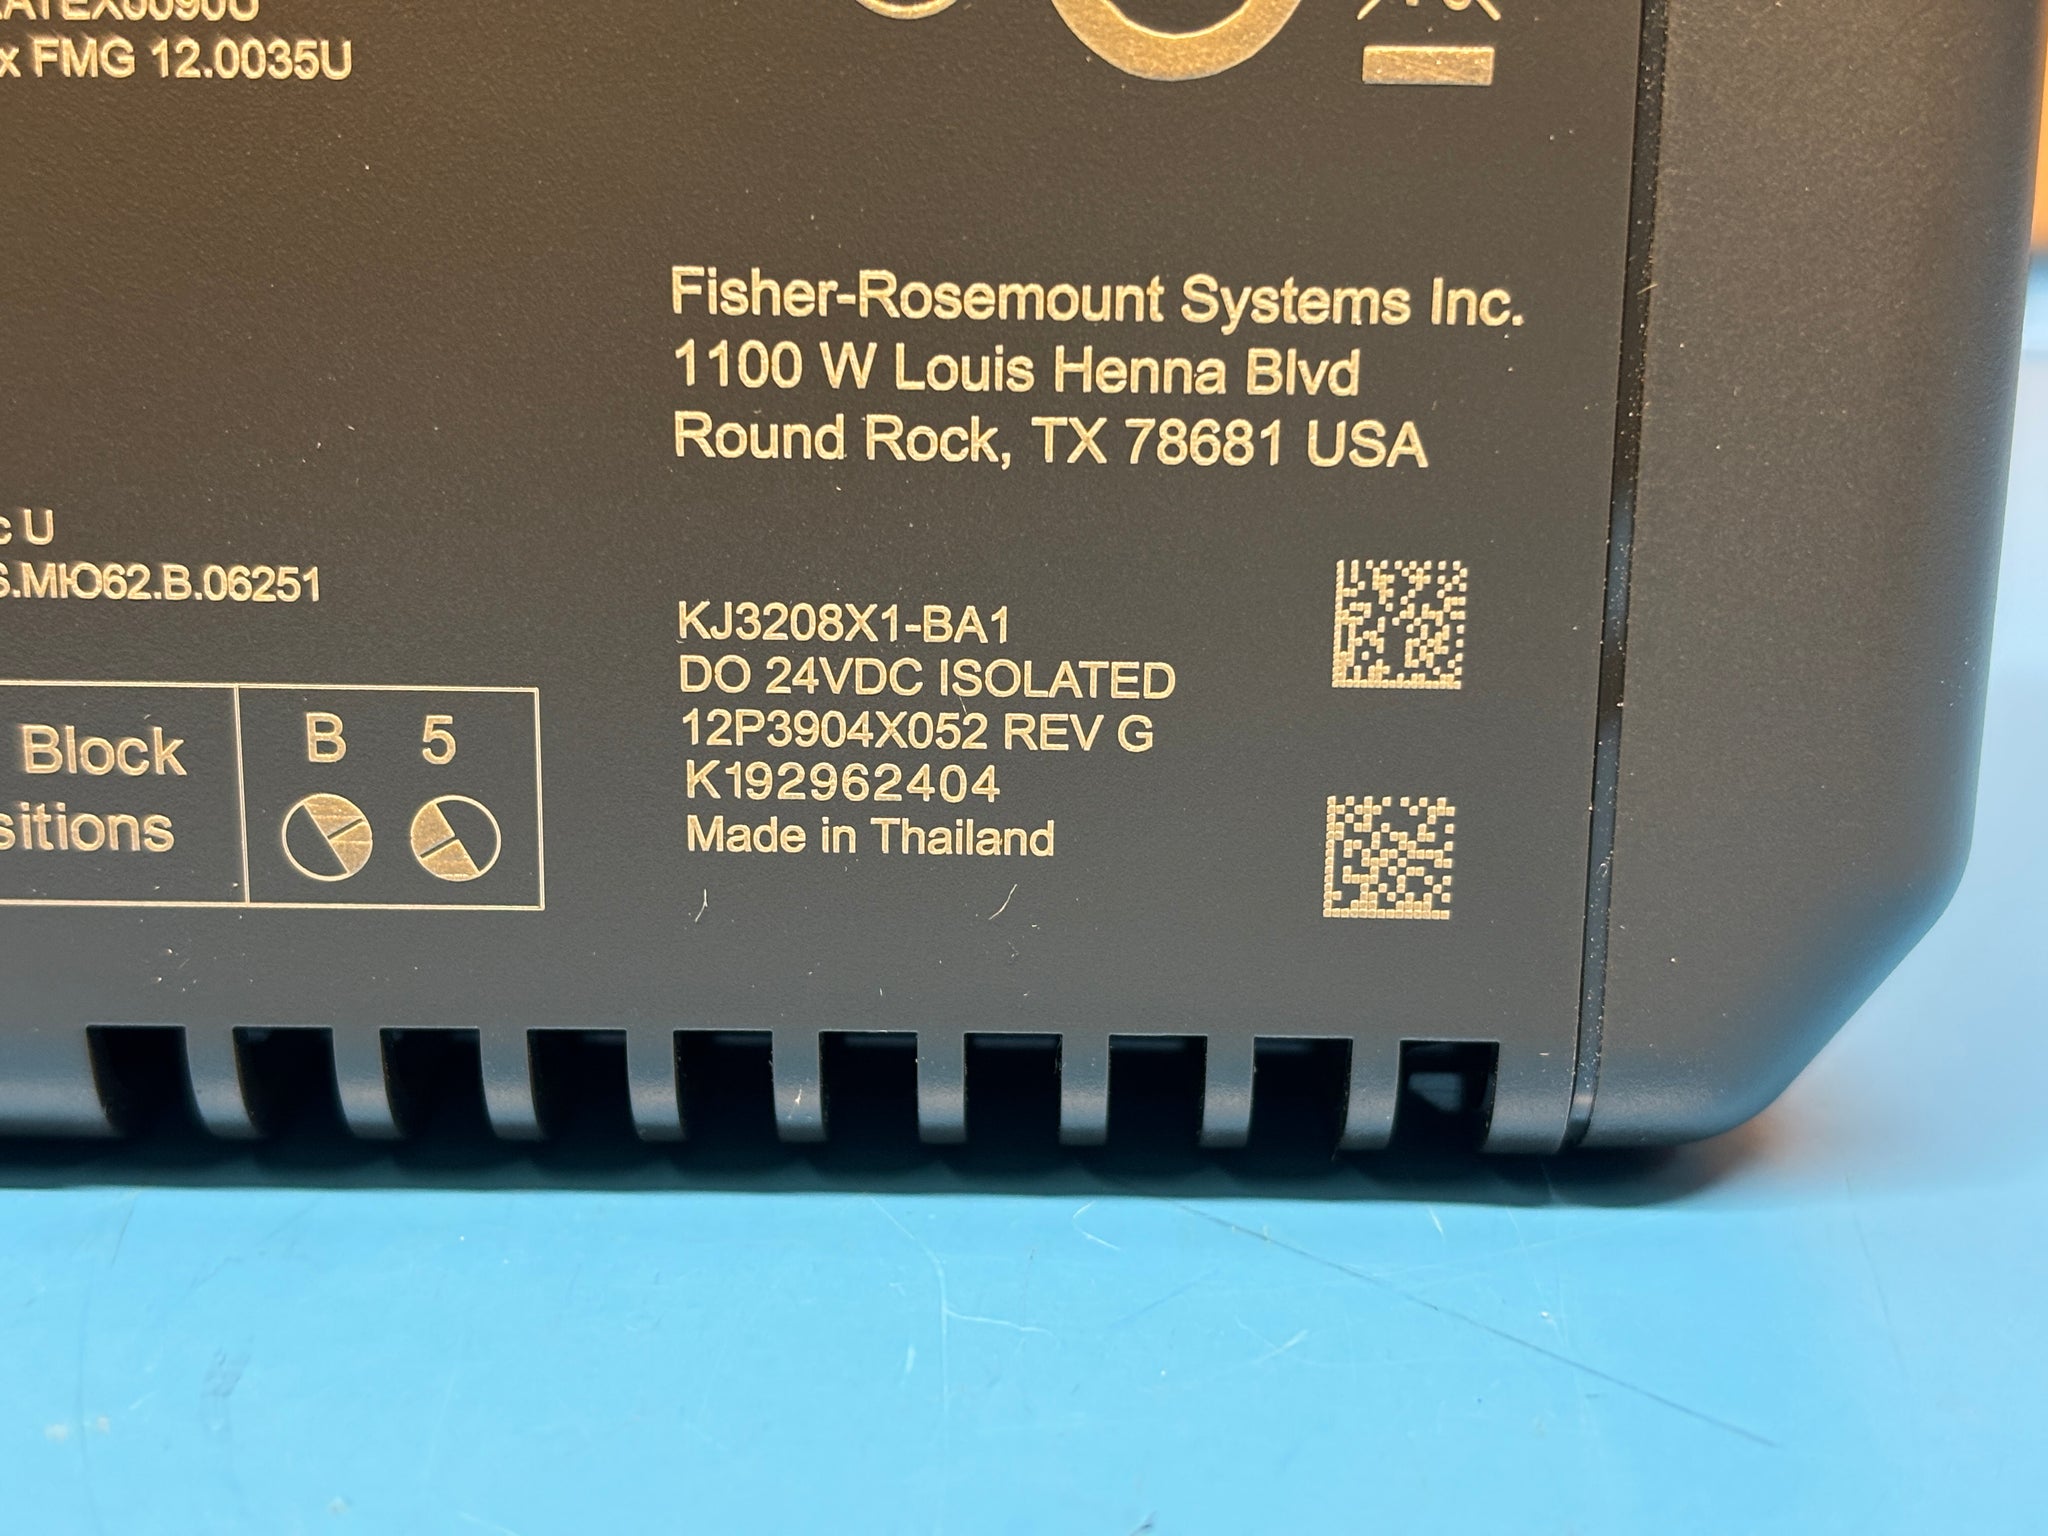 x FMG 12.0035U
Fisher-Rosemount Systems Inc.
1100 W Louis Henna Blvd
Round Rock, TX 78681 USA
c U
S.МЮ62.В.06251
KJ3208X1-BA1
DO 24VDC ISOLATED
12P3904X052 REV G
K192962404
Made in Thailand
Block
sitions
B 5